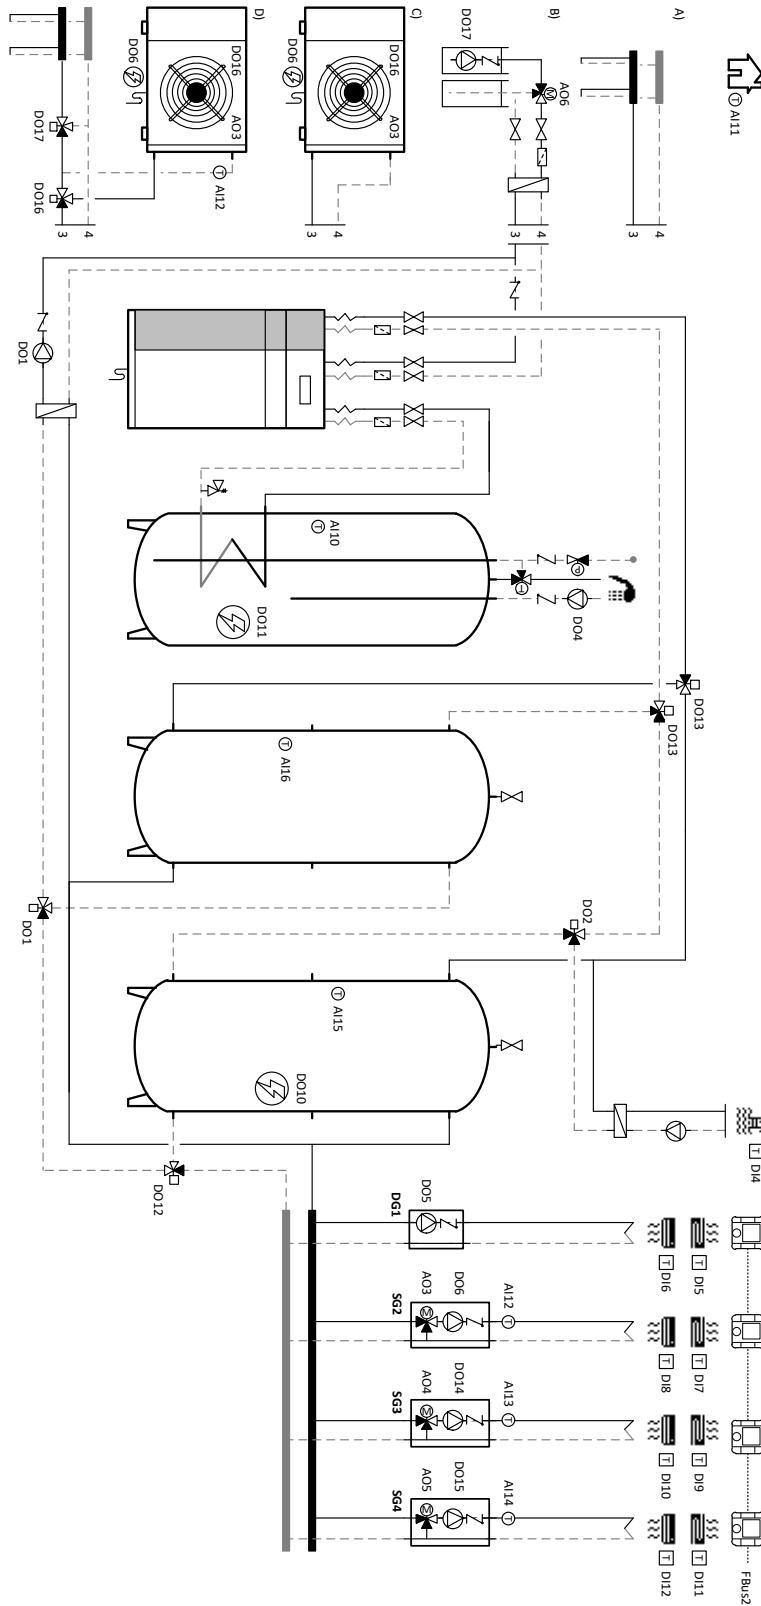 T AI11
A)
4
3
B)
DO17
AO6
M
4
3
C)
DO16
AO3
DO6
4
3
D)
DO16
AO3
DO6
AI12
T
DO17
DO16
4
3
DO1
AI10
T
P
T
DO4
DO11
DO13
DO13
AI16
T
DO1
DO2
AI15
T
DO10
DO12
T DI4
FBus2
T DI5
T DI6
DO5
DG1
T DI7
T DI8
AI12
T
DO6
AO3
M
SG2
T DI9
T DI10
AI13
T
DO14
AO4
M
SG3
T DI11
T DI12
AI14
T
DO15
AO5
M
SG4